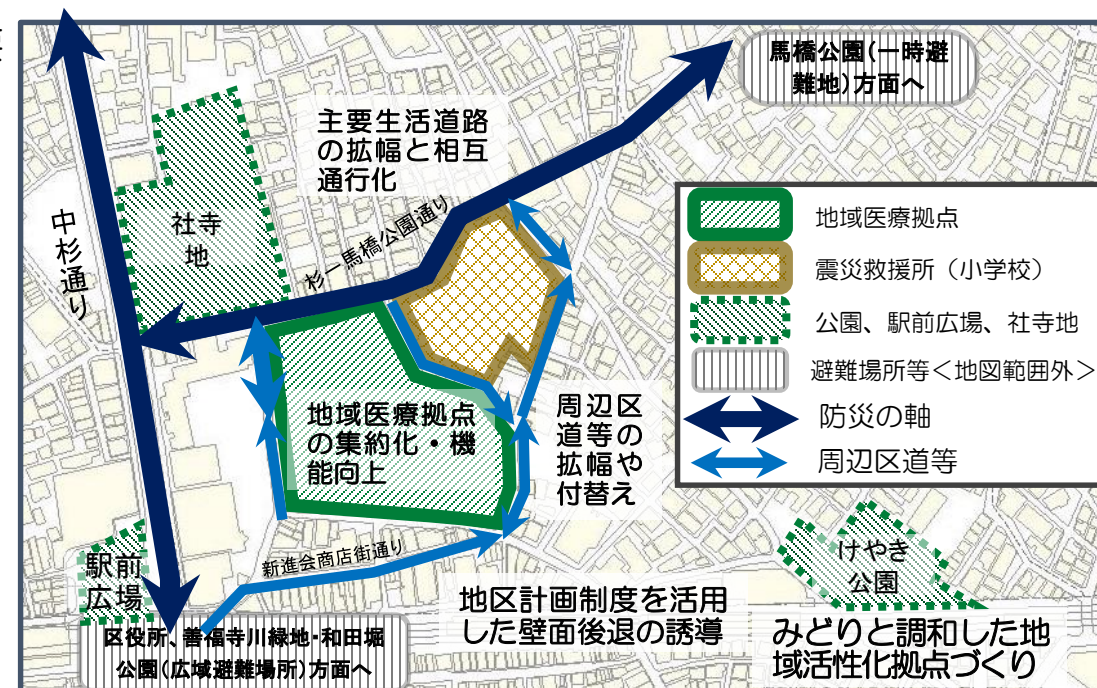 馬橋公園(一時避
難地)方面へ
主要生活道路
の拡幅と相互
通行化
中杉通り
社寺
地
杉一馬橋公園通り
地域医療拠点
震災救援所（小学校）
公園、駅前広場、社寺地
避難場所等＜地図範囲外＞
防災の軸
周辺区道等
地域医療拠点
の集約化・機
能向上
周辺区
道等の
拡幅や
付替え
新進会商店街通り
駅前
広場
けやき
公園
地区計画制度を活用
した壁面後退の誘導
みどりと調和した地
域活性化拠点づくり
区役所、善福寺川緑地・和田堀
公園(広域避難場所)方面へ